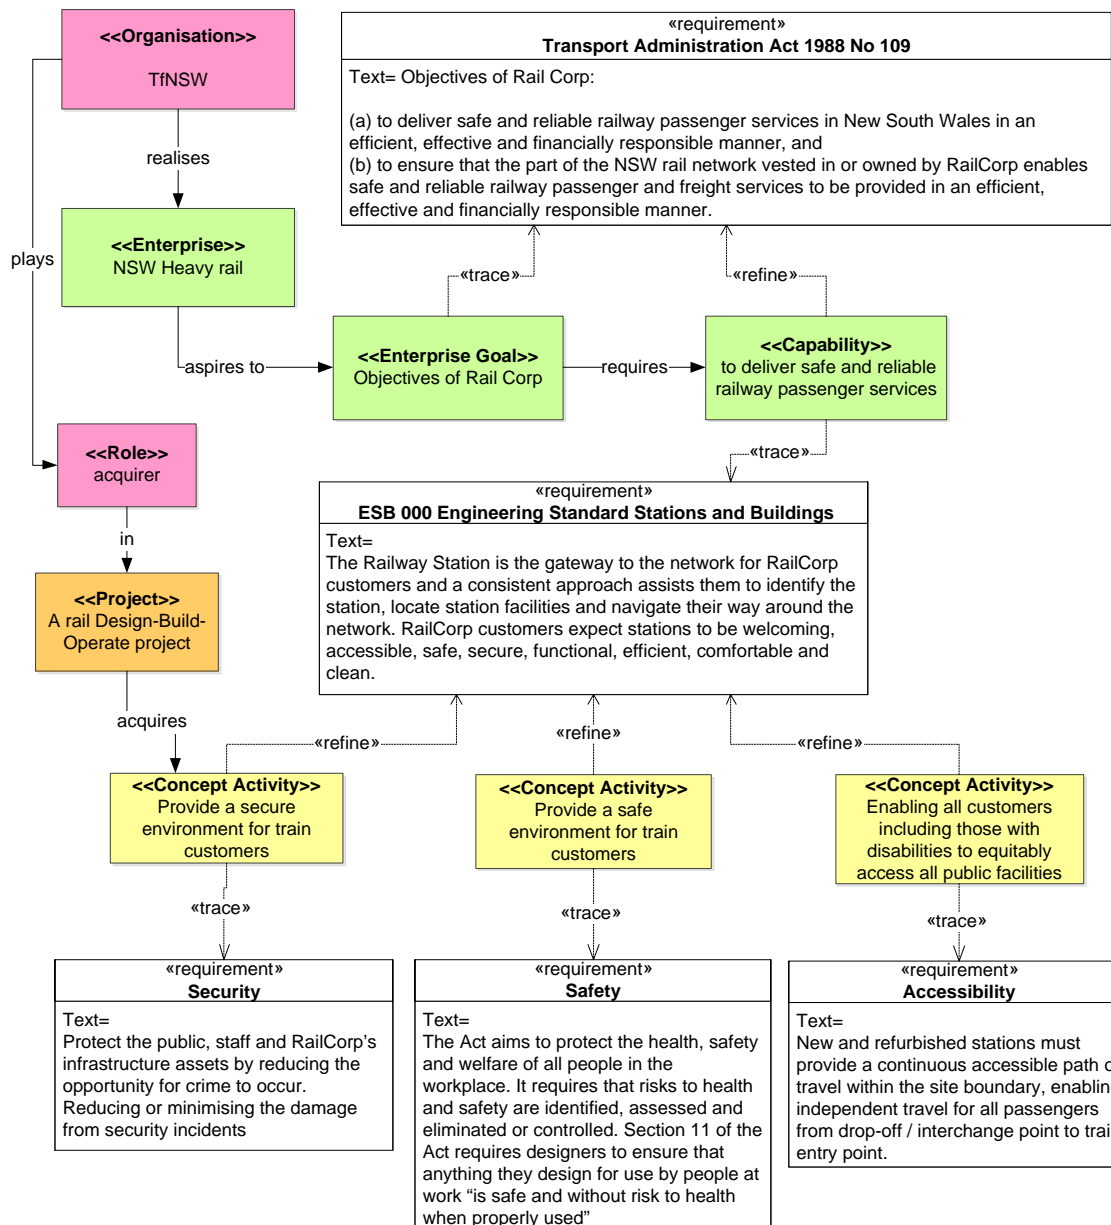 <<Organisation>>
TfNSW
«requirement»
Transport Administration Act 1988 No 109
Text= Objectives of Rail Corp:
(a) to deliver safe and reliable railway passenger services in New South Wales in an
efficient, effective and financially responsible manner, and
(b) to ensure that the part of the NSW rail network vested in or owned by RailCorp enables
safe and reliable railway passenger and freight services to be provided in an efficient,
effective and financially responsible manner.
realises
plays
<<Enterprise>>
NSW Heavy rail
«trace»
«refine»
aspires to
<<Enterprise Goal>>
Objectives of Rail Corp
requires
<<Capability>>
to deliver safe and reliable
railway passenger services
«trace»
<<Role>>
acquirer
in
«requirement»
ESB 000 Engineering Standard Stations and Buildings
Text=
The Railway Station is the gateway to the network for RailCorp
customers and a consistent approach assists them to identify the
station, locate station facilities and navigate their way around the
network. RailCorp customers expect stations to be welcoming,
accessible, safe, secure, functional, efficient, comfortable and
clean.
<<Project>>
A rail Design-Build-
Operate project
acquires
«refine»
«refine»
«refine»
<<Concept Activity>>
Provide a secure
environment for train
customers
<<Concept Activity>>
Provide a safe
environment for train
customers
<<Concept Activity>>
Enabling all customers
including those with
disabilities to equitably
access all public facilities
«trace»
«trace»
«trace»
«requirement»
Security
Text=
Protect the public, staff and RailCorp's
infrastructure assets by reducing the
opportunity for crime to occur.
Reducing or minimising the damage
from security incidents
«requirement»
Safety
Text=
The Act aims to protect the health, safety
and welfare of all people in the
workplace. It requires that risks to health
and safety are identified, assessed and
eliminated or controlled. Section 11 of the
Act requires designers to ensure that
anything they design for use by people at
work “is safe and without risk to health
when properly used”
«requirement»
Accessibility
Text=
New and refurbished stations must
provide a continuous accessible path
travel within the site boundary,
independent travel for all passengers
from drop-off / interchange point to
entry point.